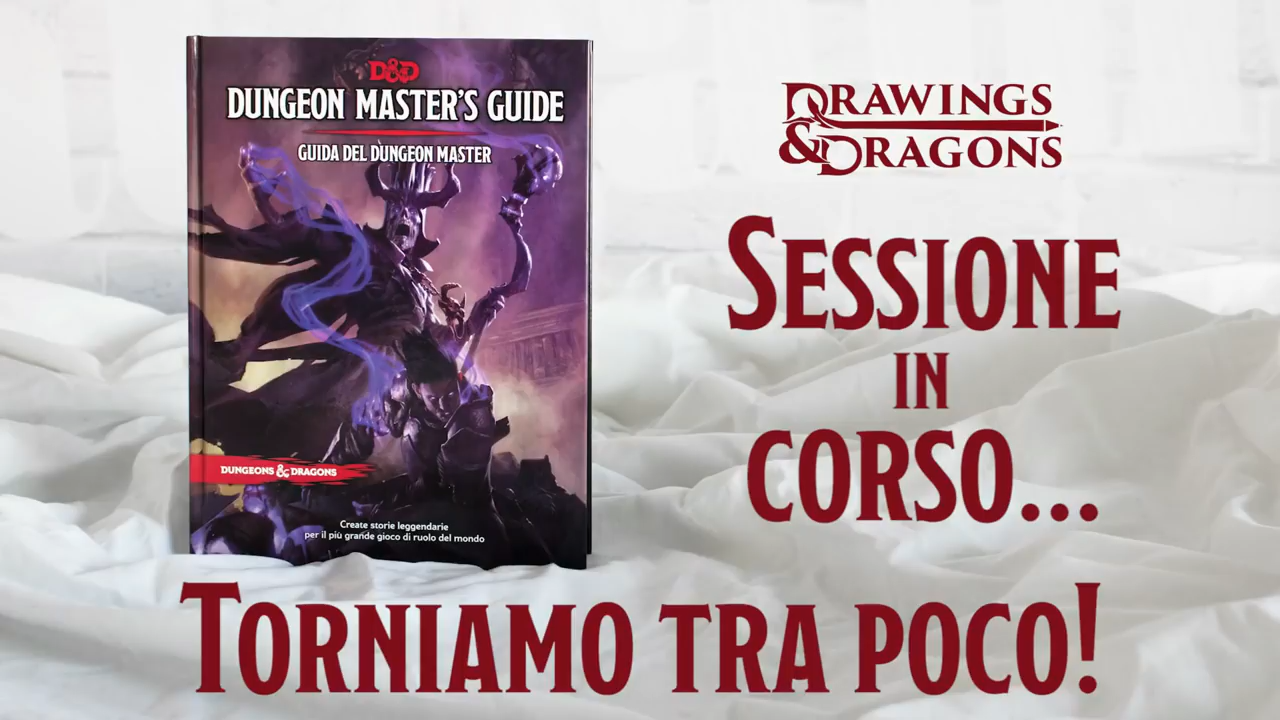 D&D
DUNGEON MASTER'S GUIDE
GUIDA DEL DUNGEON MASTER
DUNGEONS & DRAGONS
Create storie leggendarie
per il più grande gioco di ruolo del mondo
DRAWINGS
& DRAGONS
SESSIONE
IN
CORSO...
TORNIAMO TRA POCO!